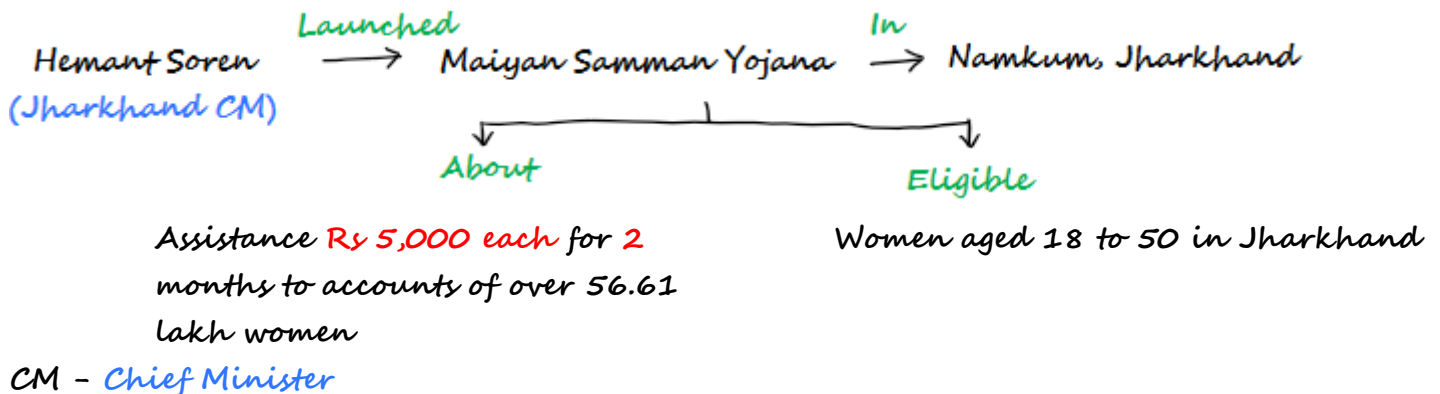 Launched In
Hemant Soren Maiyan Samman Yojana Namkum, Jharkhand
(Jharkhand CM)
About Eligible
Assistance Rs 5,000 each for 2 Women aged 18 to 50 in Jharkhand
months to accounts of over 56.61
lakh women
CM - Chief Minister